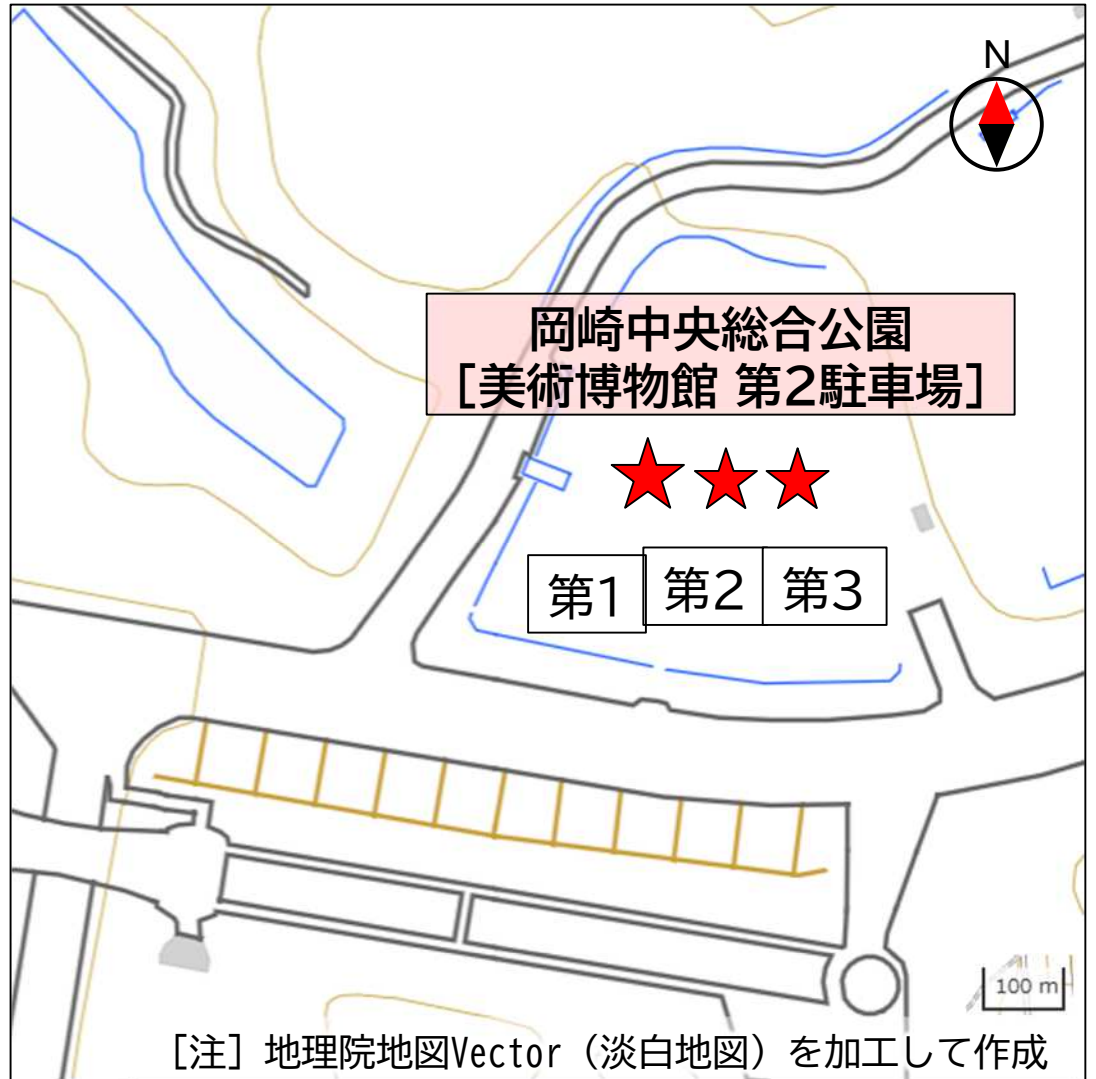 N
岡崎中央総合公園
［美術博物館 第2駐車場］
第1 第2 第3
100 m
［注］地理院地図Vector（淡白地図）を加工して作成